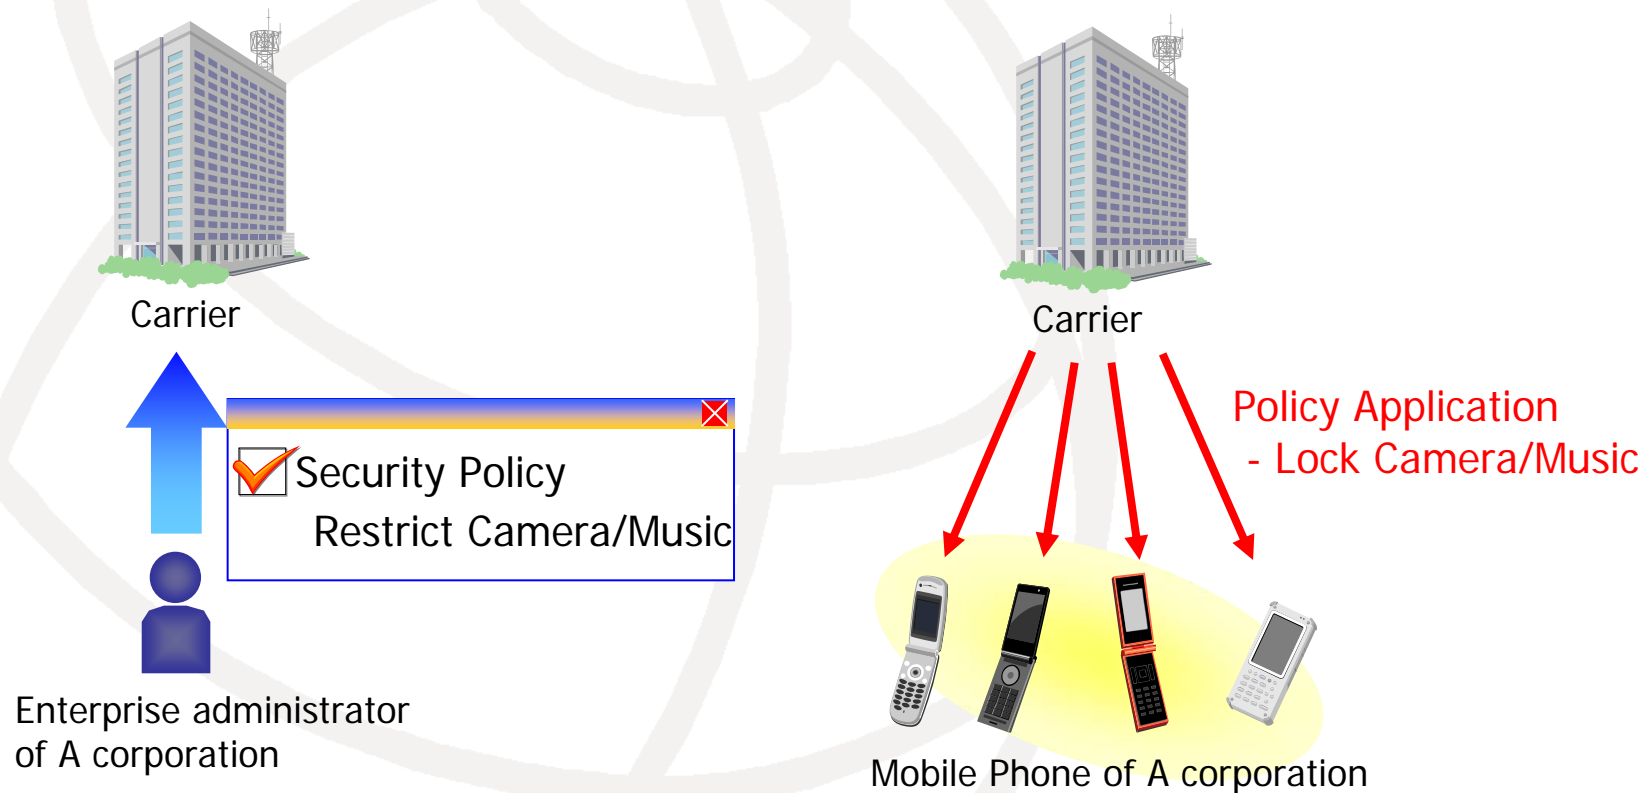 Carrier
Security Policy
Restrict Camera/Music
Enterprise administrator
of A corporation
Carrier
Policy Application
- Lock Camera/Music
Mobile Phone of A corporation